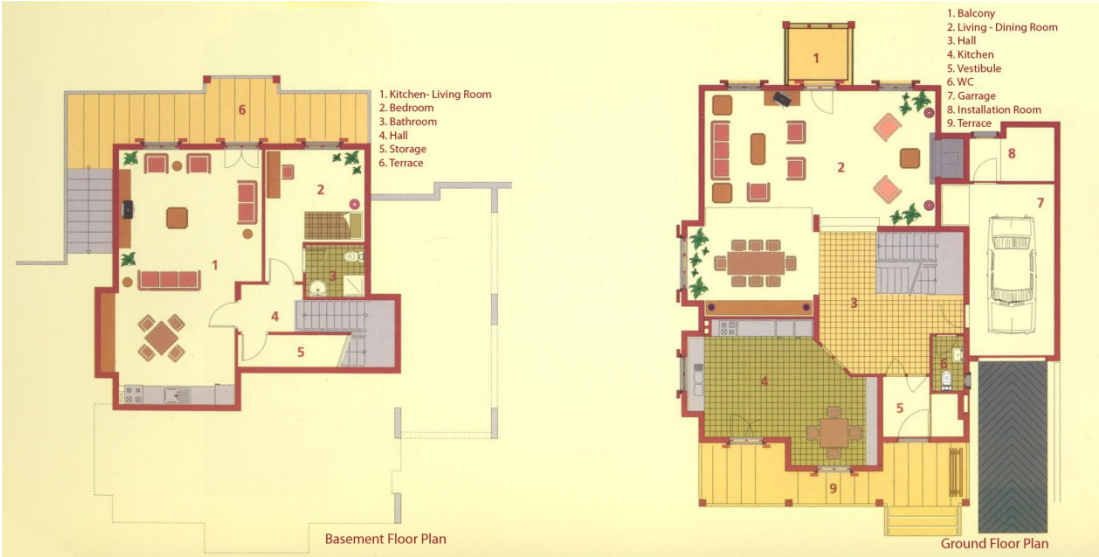 1. Kitchen- Living Room
2. Bedroom
3. Bathroom
4. Hall
5. Storage
6. Terrace
6
2
1
3
4
5
Basement Floor Plan
1. Balcony
2. Living - Dining Room
3. Hall
4. Kitchen
5. Vestibule
6. WC
7. Garrage
8. Installation Room
9. Terrace
1
2
8
7
3
6
4
5
9
Ground Floor Plan